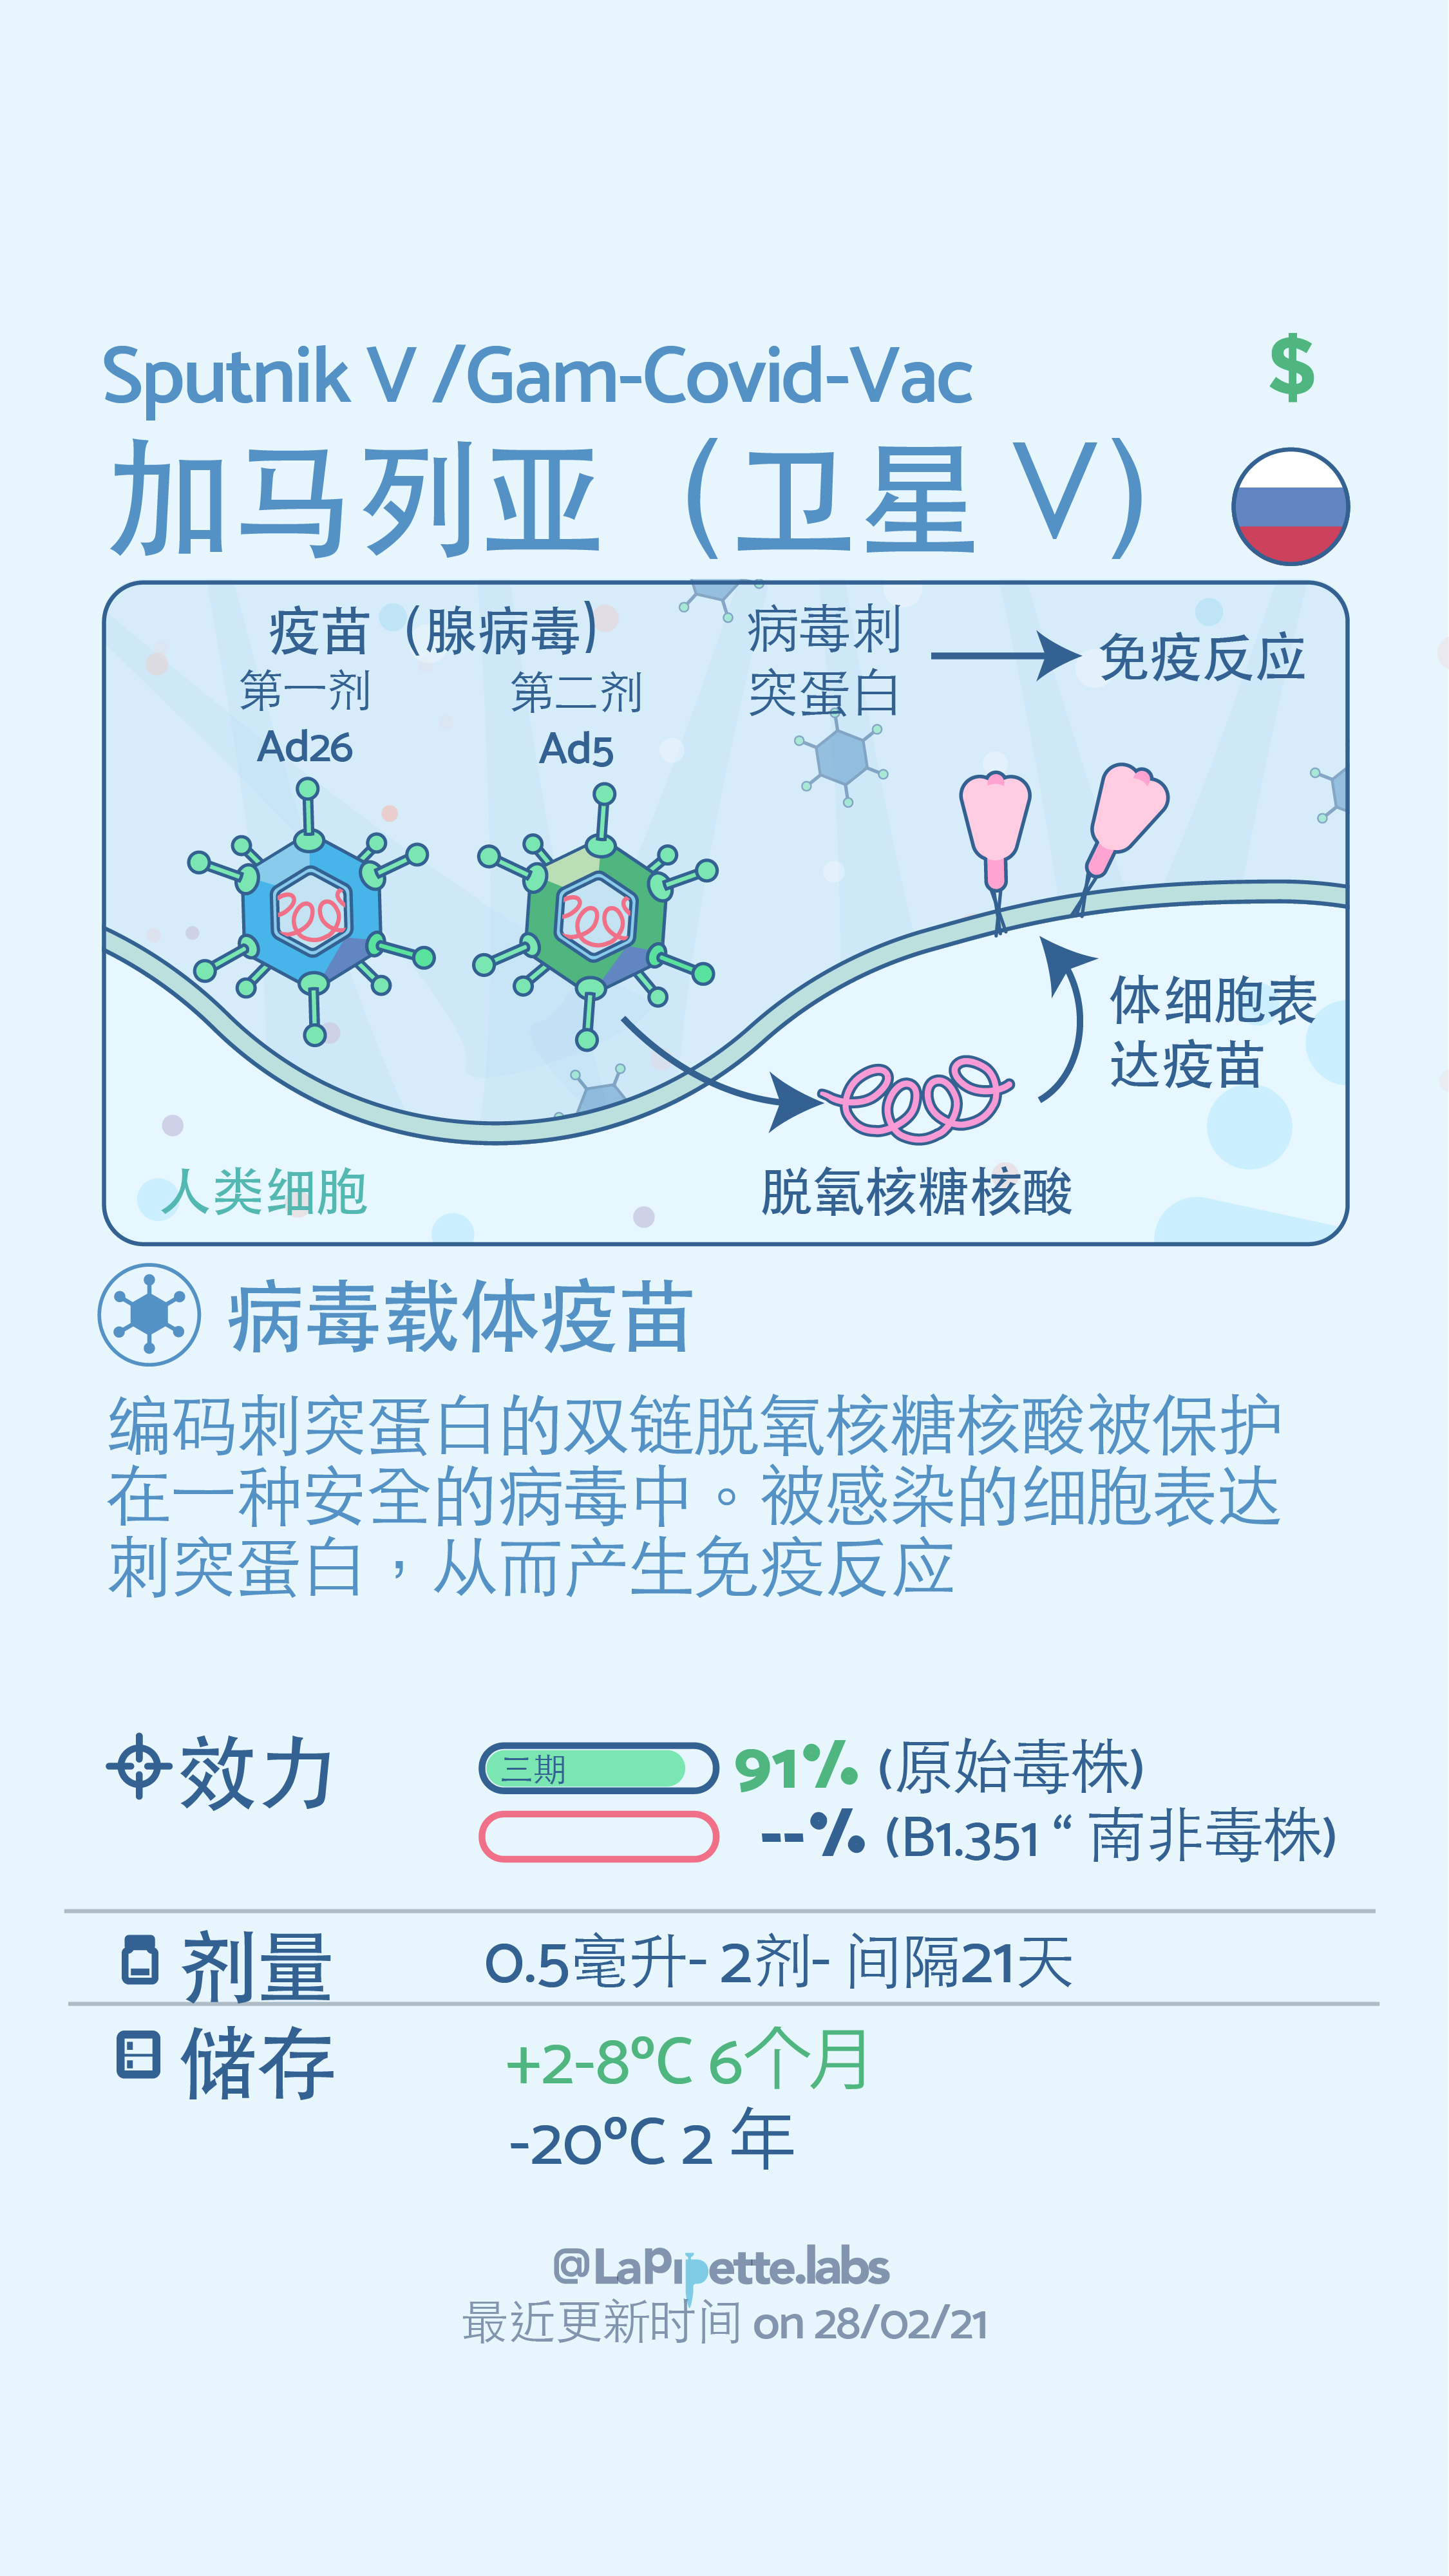 Sputnik V /Gam-Covid-Vac
$
加马列亚（卫星 V)
疫苗（腺病毒)
第一剂
Ad26
第二剂
Ad5
病毒刺
突蛋白
免疫反应
体细胞表
达疫苗
人类细胞
脱氧核糖核酸
病毒载体疫苗
编码刺突蛋白的双链脱氧核糖核酸被保护
在一种安全的病毒中。被感染的细胞表达
刺突蛋白，从而产生免疫反应
效力
三期
91% (原始毒株)
--% (B1.351 “ 南非毒株)
剂量
0.5毫升- 2剂- 间隔21天
储存
+2-8ºC 6个月
-20ºC 2 年
@LaPipette.labs
最近更新时间 on 28/02/21